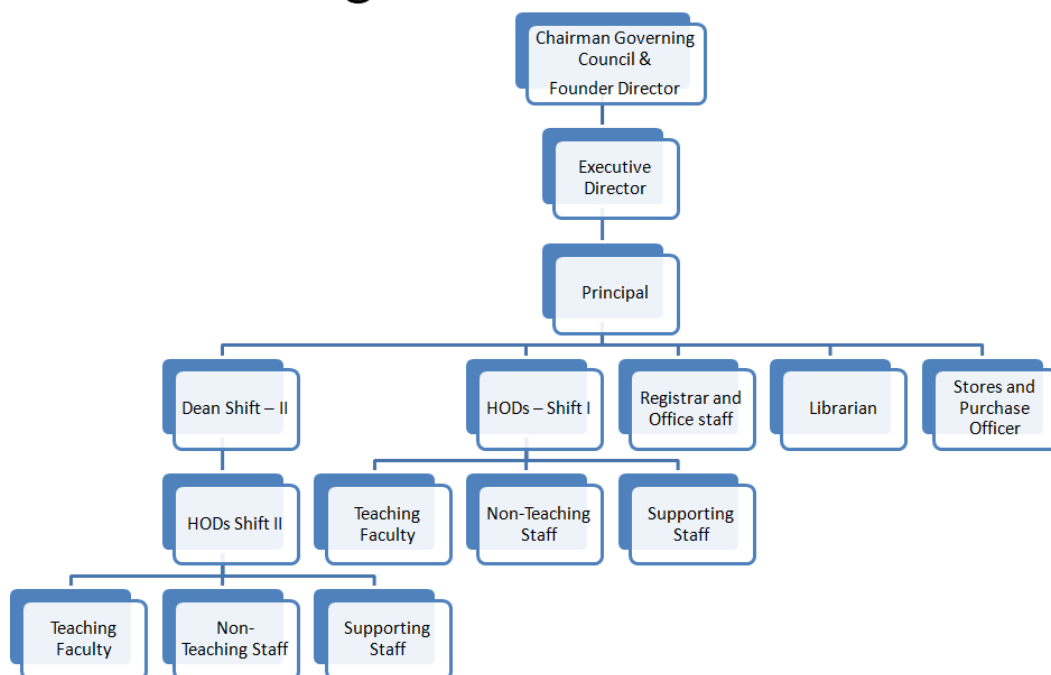 Chairman Governing
Council &
Founder Director
Executive
Director
Principal
Dean Shift – II
HODs – Shift I
Registrar and
Office staff
Librarian
Stores and
Purchase
Officer
HODs Shift II
Teaching
Faculty
Non-Teaching
Staff
Supporting
Staff
Teaching
Faculty
Non-
Teaching Staff
Supporting
Staff